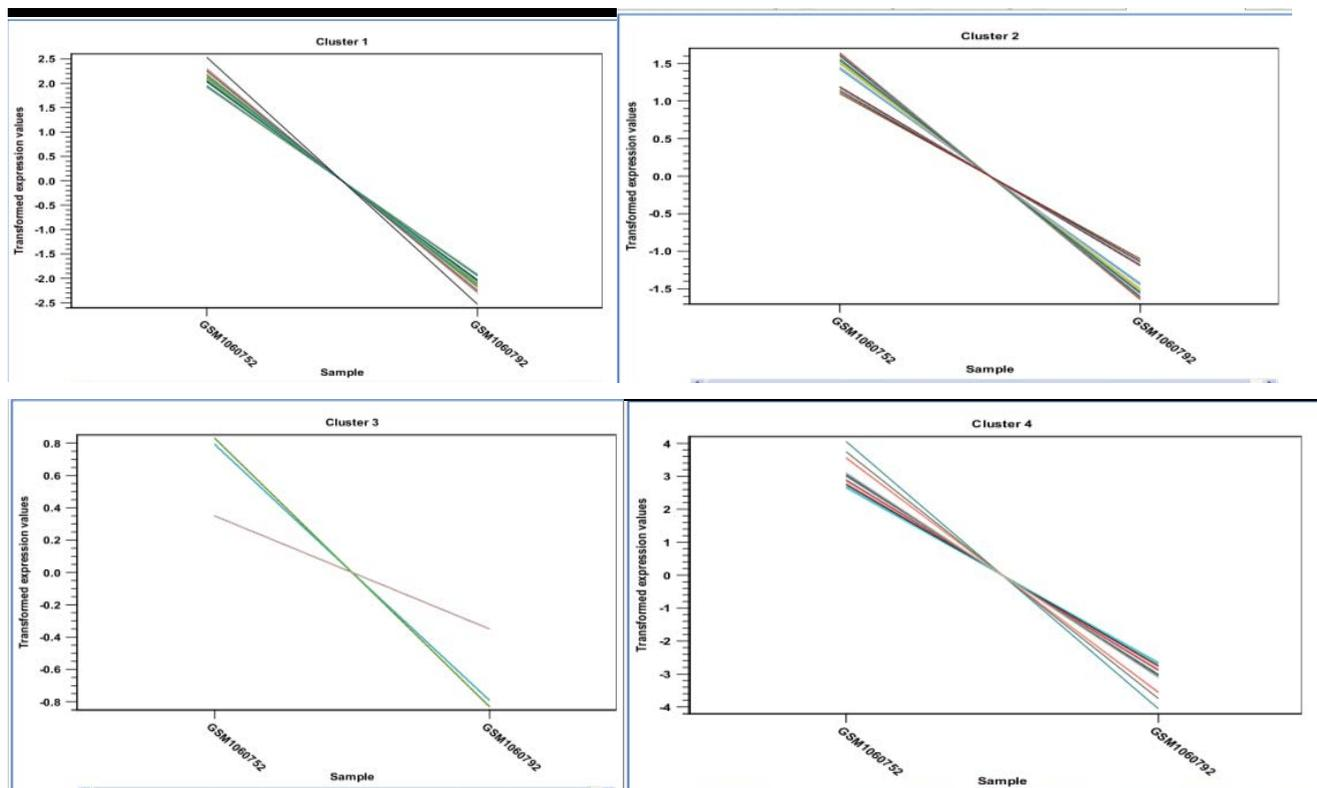 Cluster 1
Transformed expression values
2.5
2.0
1.5
1.0
0.5
0.0
-0.5
-1.0
-1.5
-2.0
-2.5
GSM1060752
GSM1060792
Sample
Cluster 2
Transformed expression values
1.5
1.0
0.5
0.0
-0.5
-1.0
-1.5
GSM1060752
GSM1060792
Sample
Cluster 3
Transformed expression values
0.8
0.6
0.4
0.2
0.0
-0.2
-0.4
-0.6
-0.8
GSM1060752
GSM1060792
Sample
Cluster 4
Transformed expression values
4
3
2
1
0
-1
-2
-3
-4
GSM1060752
GSM1060792
Sample